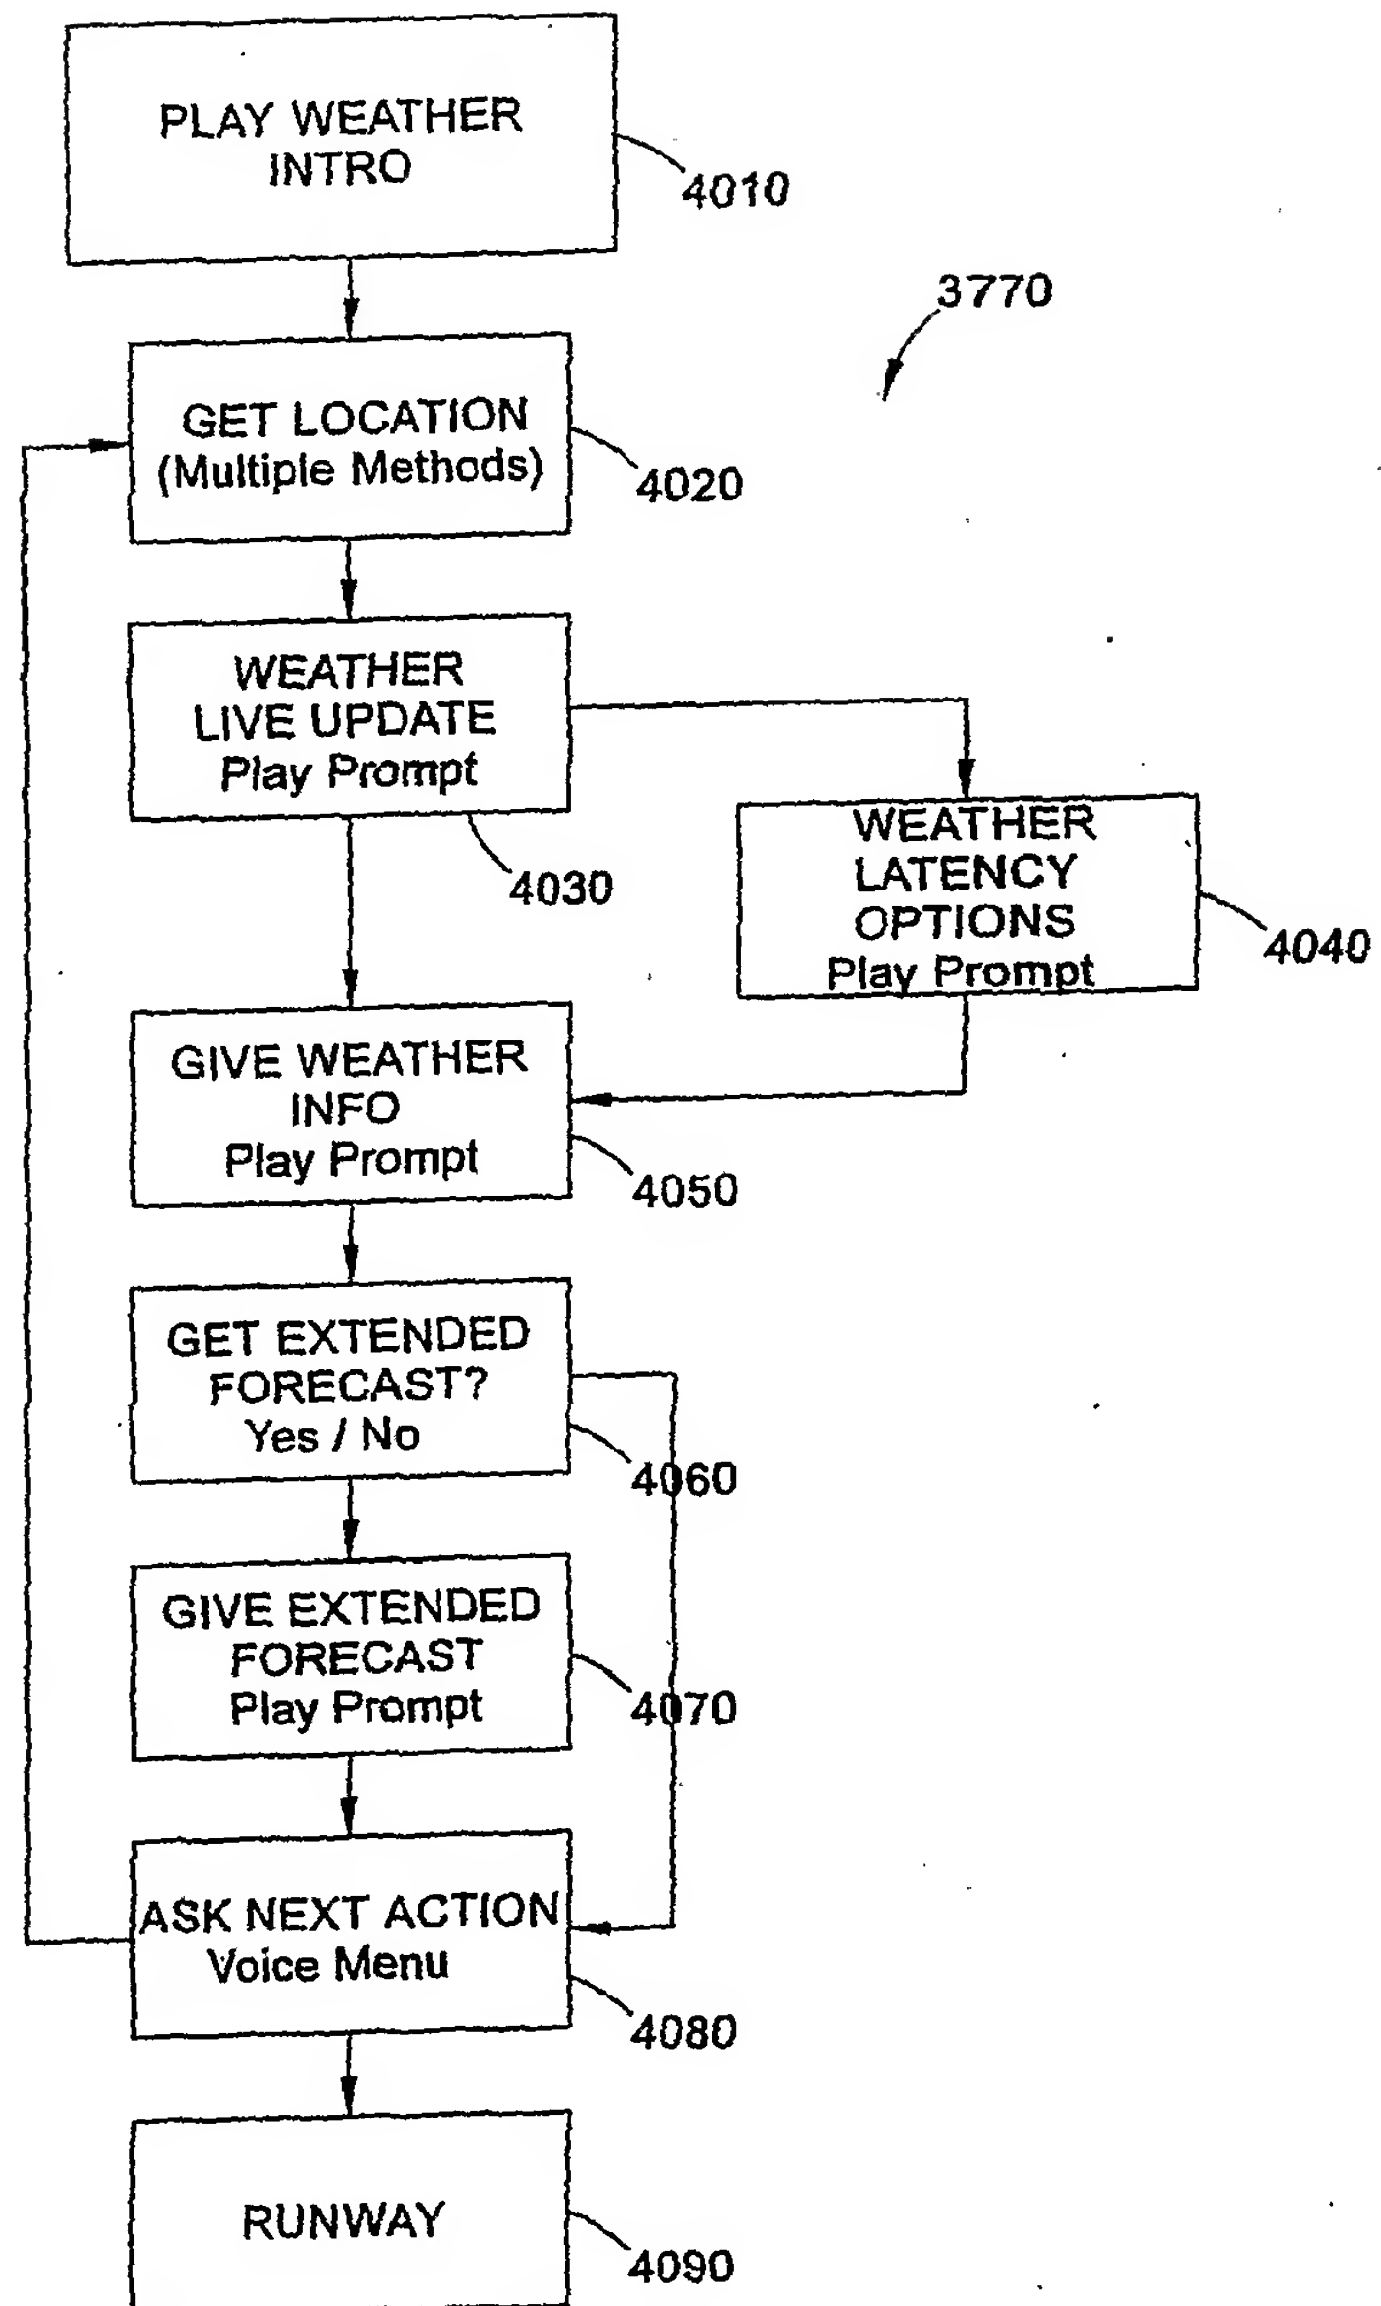 PLAY WEATHER
INTRO
4010
3770
GET LOCATION
(Multiple Methods)
4020
WEATHER
LIVE UPDATE
Play Prompt
4030
WEATHER
LATENCY
OPTIONS
Play Prompt
4040
GIVE WEATHER
INFO
Play Prompt
4050
GET EXTENDED
FORECAST?
Yes / No
4060
GIVE EXTENDED
FORECAST
Play Prompt
4070
ASK NEXT ACTION
Voice Menu
4080
RUNWAY
4090